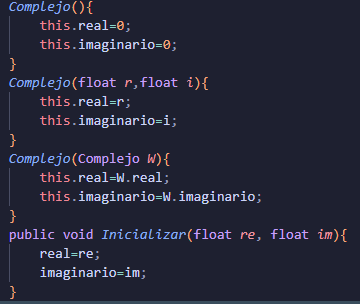 Complejo(){
    this.real=0;
    this.imaginario=0;
}
Complejo(float r,float i){
    this.real=r;
    this.imaginario=i;
}
Complejo(Complejo W){
    this.real=W.real;
    this.imaginario=W.imaginario;
}
public void Inicializar(float re, float im){
    real=re;
    imaginario=im;
}